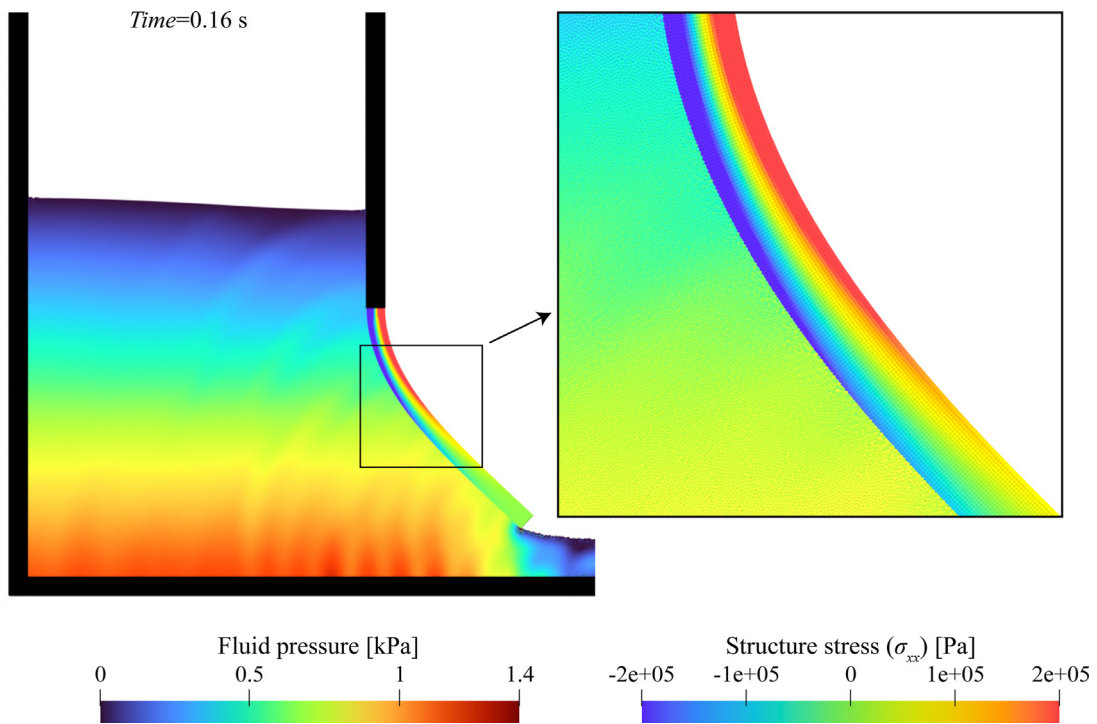 Time=0.16 s
Fluid pressure [kPa]
0 0.5 1 1.4
Structure stress (σxx) [Pa]
-2e+05 -1e+05 0 1e+05 2e+05